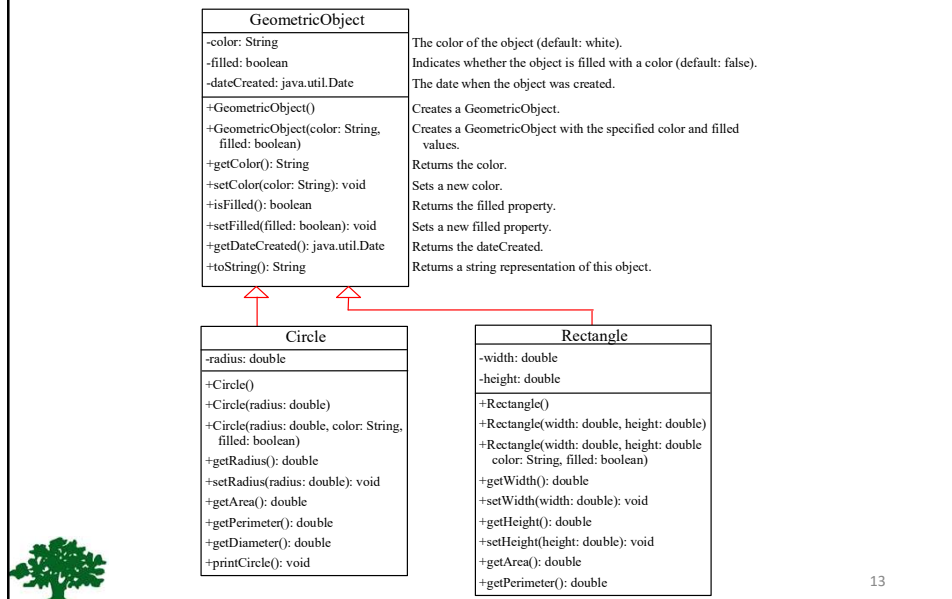 GeometricObject
-color: String
The color of the object (default: white).
-filled: boolean
Indicates whether the object is filled with a color (default: false).
-dateCreated: java.util.Date
The date when the object was created.
+GeometricObject()
Creates a GeometricObject.
+GeometricObject(color: String,
filled: boolean)
Creates a GeometricObject with the specified color and filled
values.
+getColor(): String
Returns the color.
+setColor(color: String): void
Sets a new color.
+isFilled(): boolean
Returns the filled property.
+setFilled(filled: boolean): void
Sets a new filled property.
+getDateCreated(): java.util.Date
Returns the dateCreated.
+toString(): String
Returns a string representation of this object.
Circle
-radius: double
+Circle()
+Circle(radius: double)
+Circle(radius: double, color: String,
filled: boolean)
+getRadius(): double
+setRadius(radius: double): void
+getArea(): double
+getPerimeter(): double
+getDiameter(): double
+printCircle(): void
Rectangle
-width: double
-height: double
+Rectangle()
+Rectangle(width: double, height: double)
+Rectangle(width: double, height: double
color: String, filled: boolean)
+getWidth(): double
+setWidth(width: double): void
+getHeight(): double
+setHeight(height: double): void
+getArea(): double
+getPerimeter(): double
13